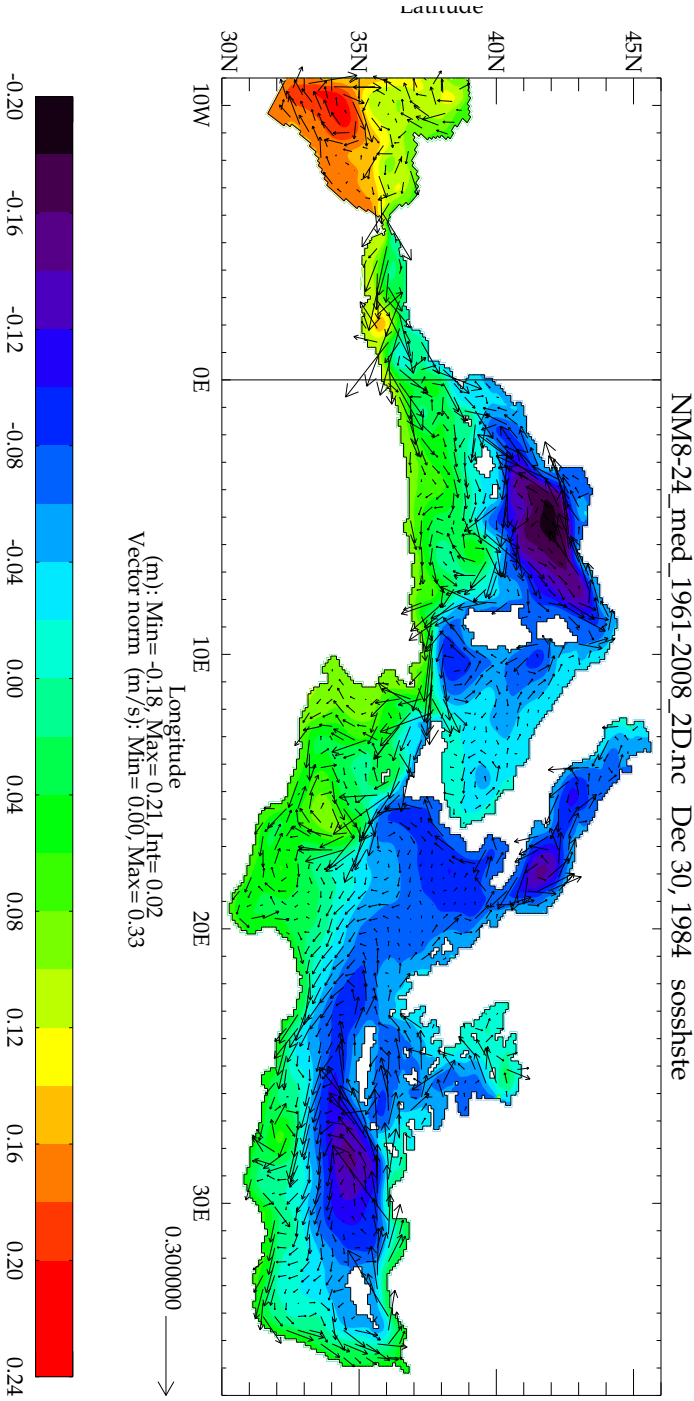 NM8-24_med_1961-2008_2D.nc Dec 30, 1984 sosshste
45N
40N
35N
30N
Latitude
10W
0E
10E
20E
30E
Longitude
(m): Min= -0.18, Max= 0.21, Int= 0.02
Vector norm (m/s): Min= 0.00, Max= 0.33
0.300000
-0.20
-0.16
-0.12
-0.08
-0.04
0.00
0.04
0.08
0.12
0.16
0.20
0.24